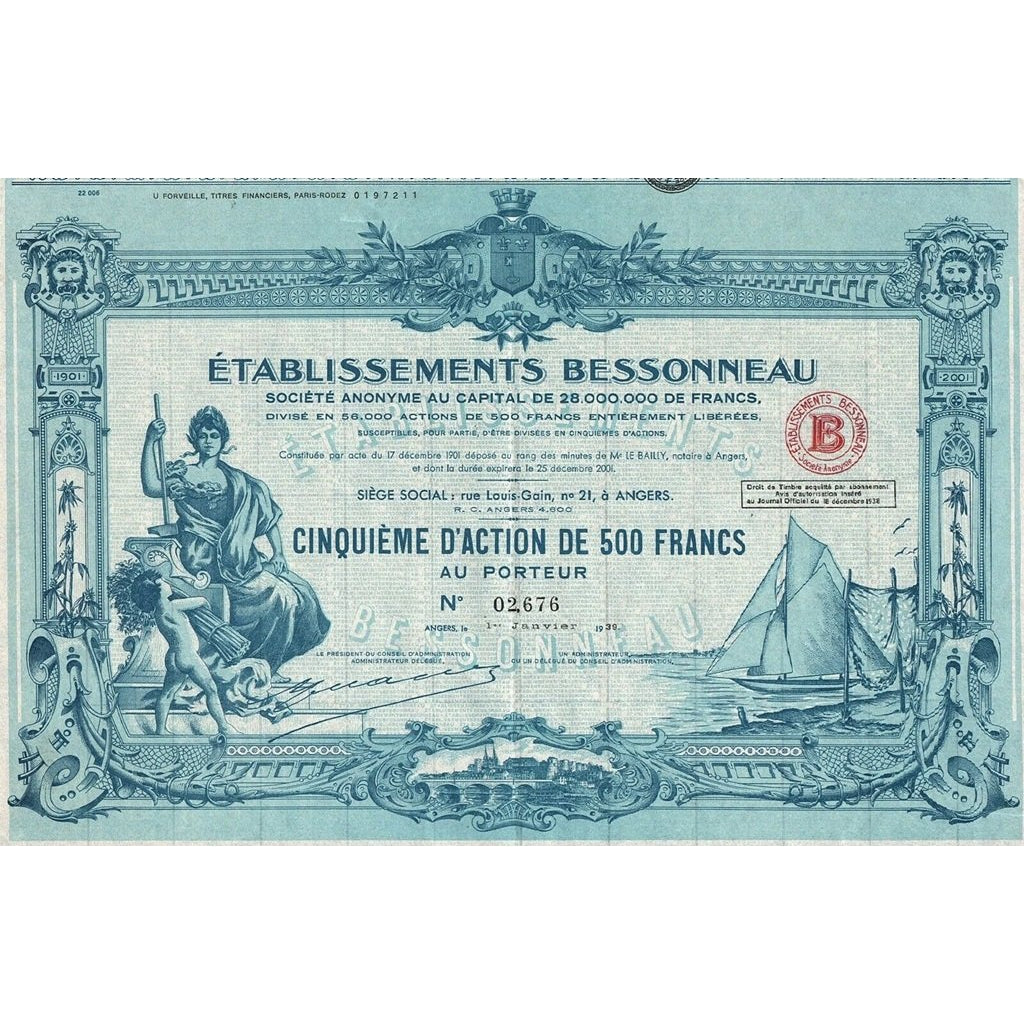 22 006
U FORVEILLE, TITRES FINANCIERS, PARIS-RODEZ 0197211
1901
2001
ÉTABLISSEMENTS BESSONNEAU
SOCIÉTÉ ANONYME AU CAPITAL DE 28.000.000 DE FRANCS,
DIVISÉ EN 56.000 ACTIONS DE 500 FRANCS ENTIÈREMENT LIBÉRÉES,
SUSCEPTIBLES, POUR PARTIE, D'ÊTRE DIVISÉES EN CINQUIÈMES D'ACTIONS.
Constituée par acte du 17 décembre 1901 déposé au rang des minutes de Me LE BAILLY, notaire à Angers,
et dont la durée expirera le 25 décembre 2001.
ÉTABLISSEMENTS BESSONNEAU
B
Société Anonyme
Droit de Timbre acquitté par abonnement
Avis d'autorisation inséré
au Journal Officiel du 18 décembre 1938
SIÈGE SOCIAL : rue Louis-Gain, no 21, à ANGERS.
R. C. ANGERS 4.600
CINQUIÈME D'ACTION DE 500 FRANCS
AU PORTEUR
No 02,676
ANGERS, le 1er Janvier 1939
LE PRÉSIDENT DU CONSEIL D'ADMINISTRATION
ADMINISTRATEUR DÉLÉGUÉ,
UN ADMINISTRATEUR
OU UN DÉLÉGUÉ DU CONSEIL D'ADMINISTRATION,
ÉTABLISSEMENTS
BESSONNEAU